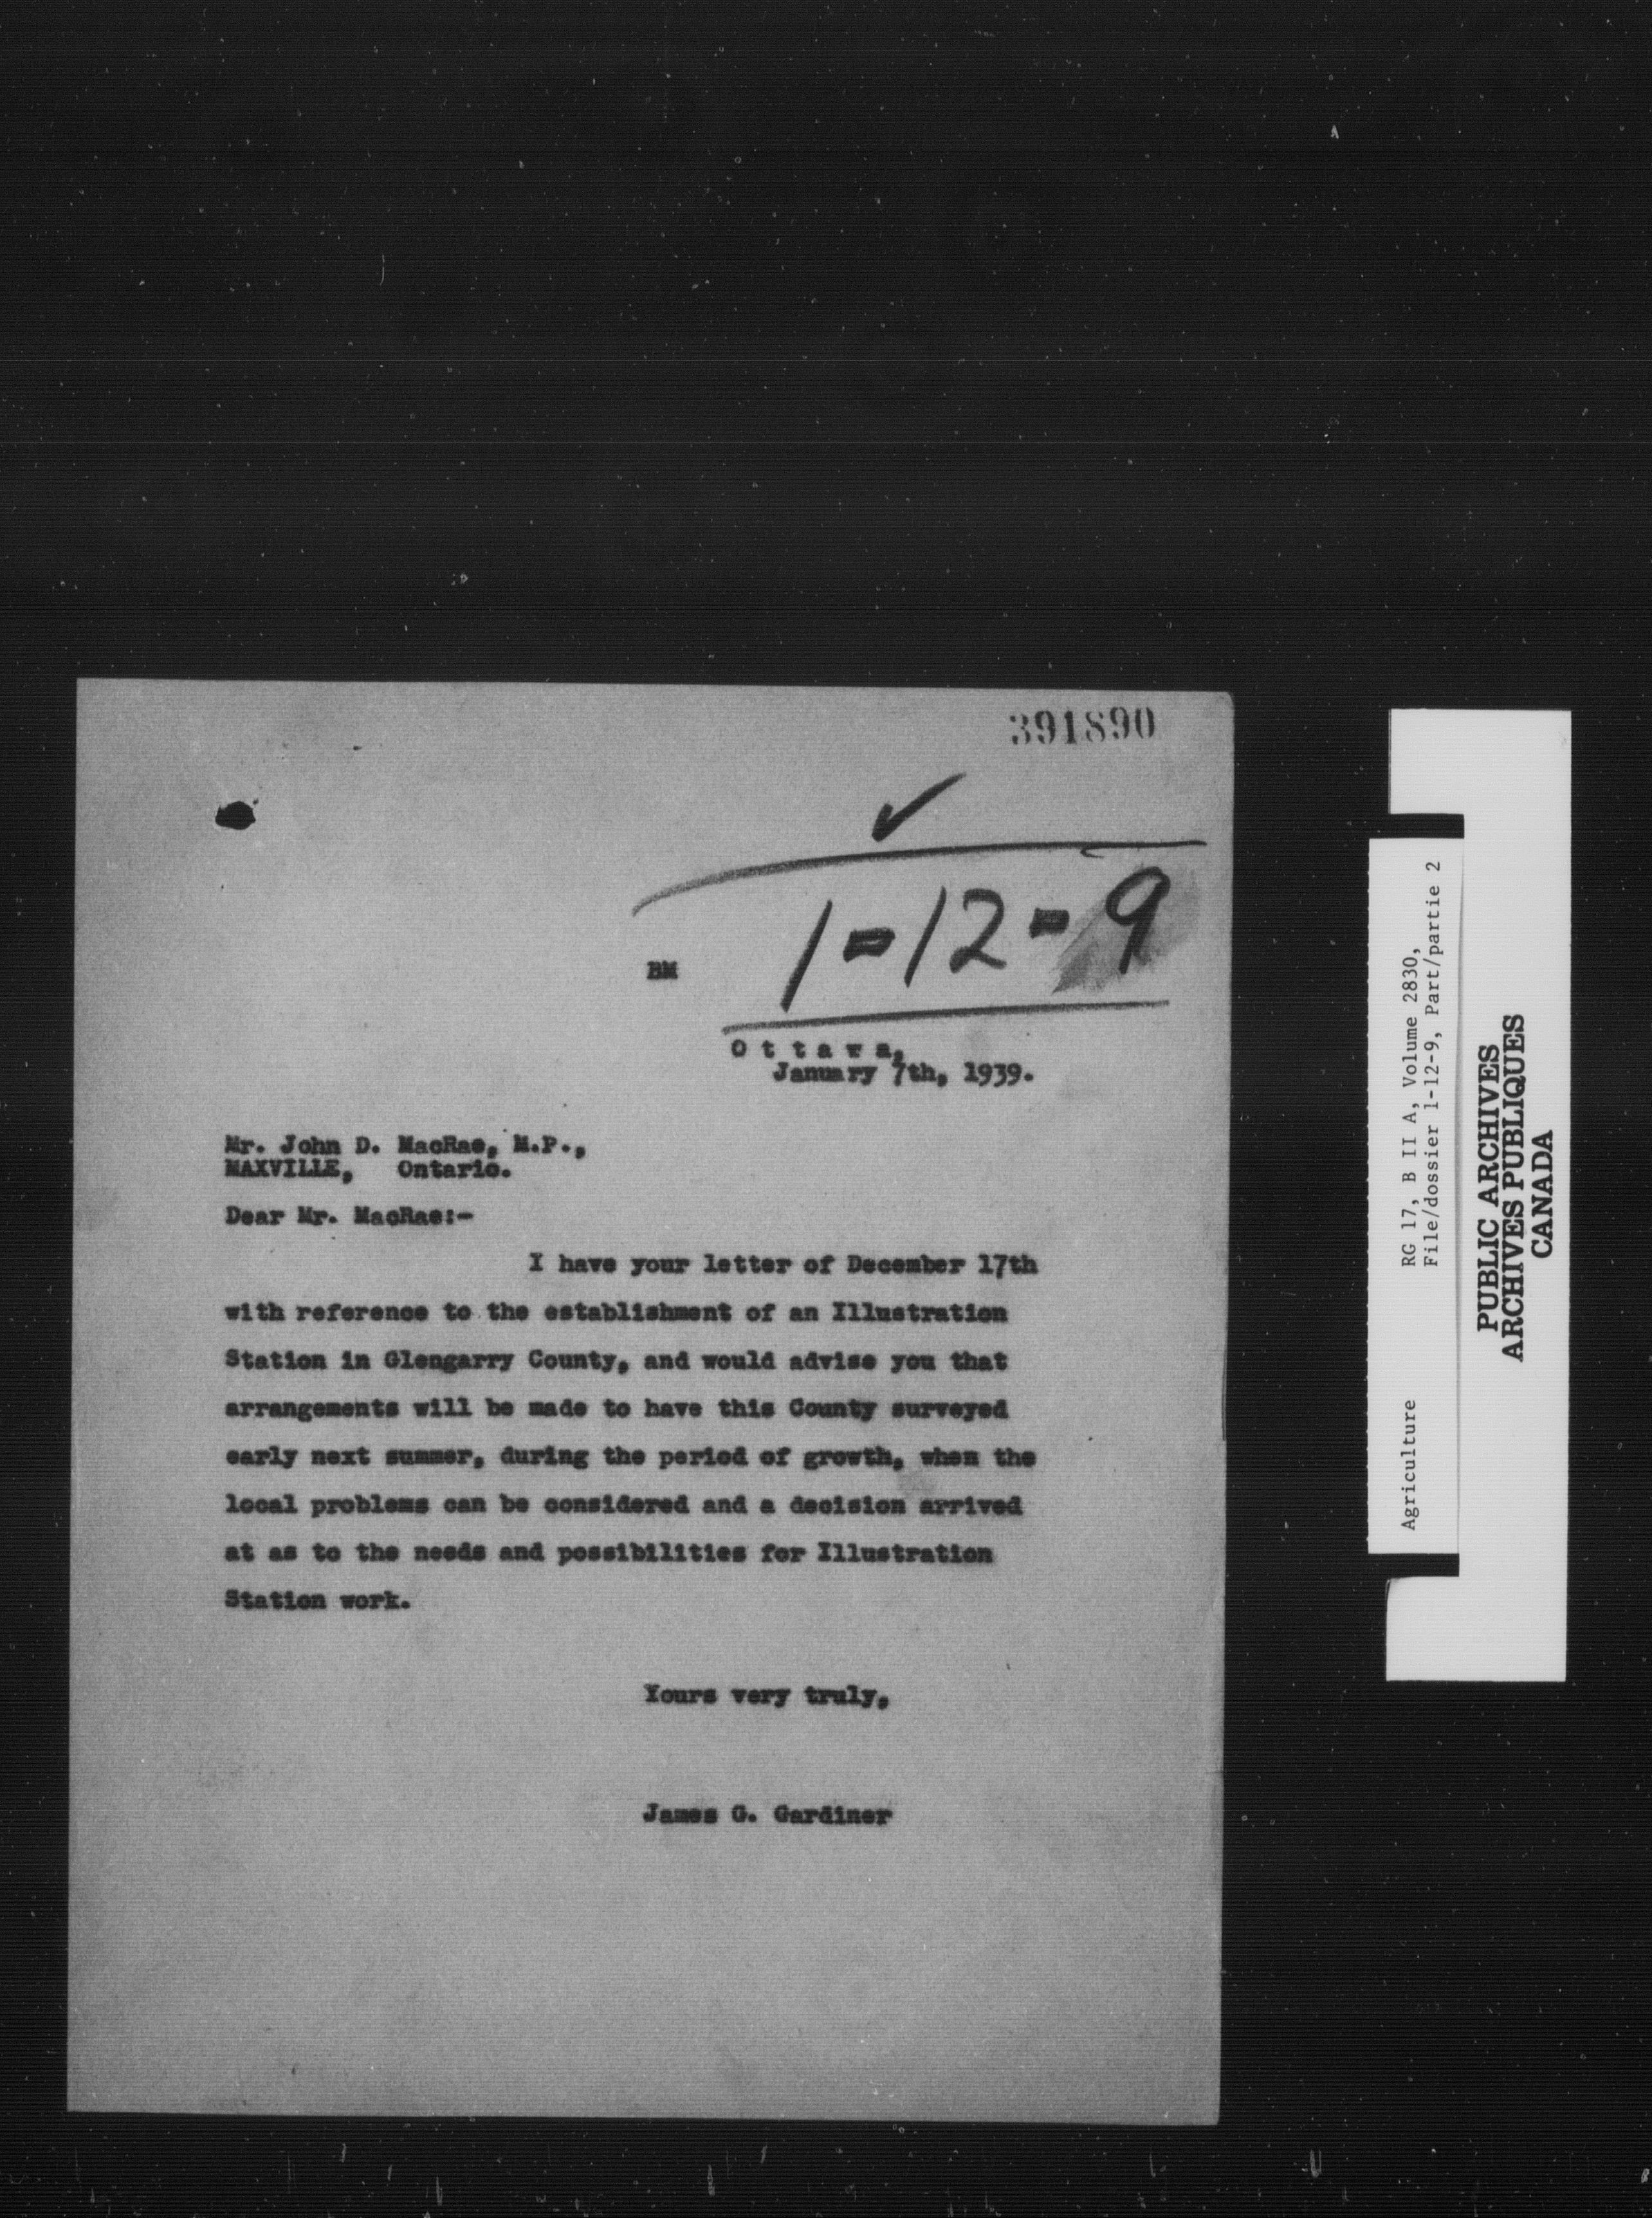 391890
✓
1-12-9
BM
Ottawa,
January 7th, 1939.
Mr. John D. MacRae, M.P.,
MAXVILLE, Ontario.
Dear Mr. MacRae:-
I have your letter of December 17th
with reference to the establishment of an Illustration
Station in Glengarry County, and would advise you that
arrangements will be made to have this County surveyed
early next summer, during the period of growth, when the
local problems can be considered and a decision arrived
at as to the needs and possibilities for Illustration
Station work.
Yours very truly,
James G. Gardiner
Agriculture RG 17, B II A, Volume 2830,
File/dossier 1-12-9, Part/partie 2
PUBLIC ARCHIVES
ARCHIVES PUBLIQUES
CANADA